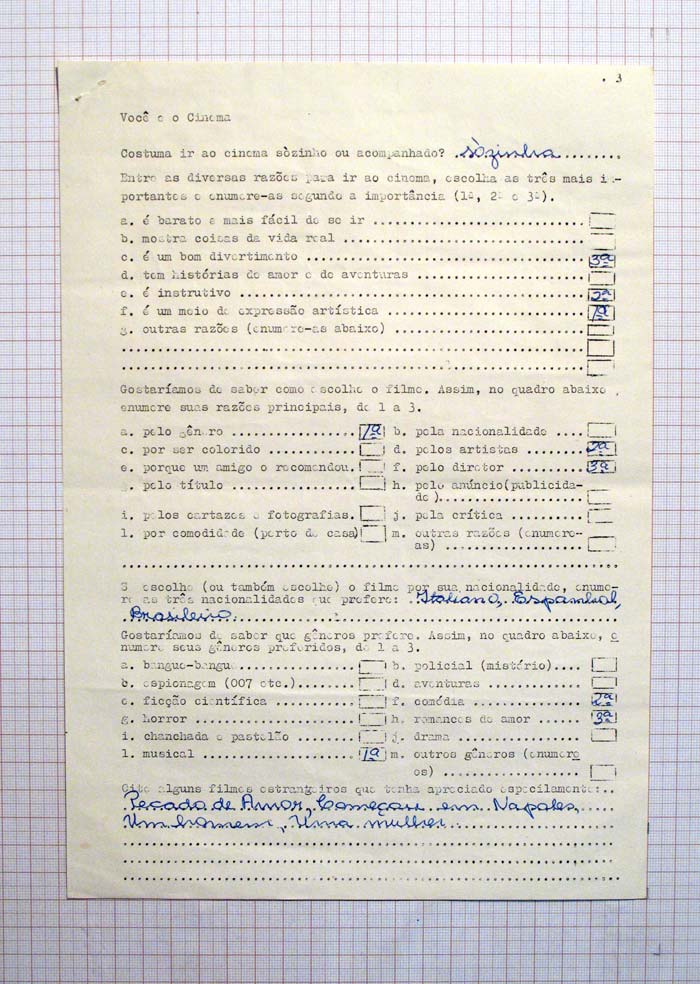 . 3
Você e o Cinema
Costuma ir ao cinema sòzinho ou acompanhado? .sòzinha........
Entre as diversas razões para ir ao cinema, escolha as três mais im-
portantes e enumere-as segundo a importância (1ª, 2ª e 3ª).
a. é barato e mais fácil de se ir ..............................
b. mostra coisas da vida real ..................................
c. é um bom divertimento ....................................... 3ª
d. tem histórias de amor e de aventuras ........................
e. é instrutivo ................................................ 2ª
f. é um meio de expressão artística ............................ 1ª
g. outras razões (enumere-as abaixo) ...........................
Gostaríamos de saber como escolhe o filme. Assim, no quadro abaixo,
enumere suas razões principais, de 1 a 3.
a. pelo gênero ................. 1ª b. pela nacionalidade ....
c. por ser colorido ............ d. pelos artistas ........ 2ª
e. porque um amigo o recomendou. f. pelo diretor .......... 3ª
g. pelo título ................. h. pelo anúncio(publicida-
de )...................
i. pelos cartazes e fotografias. j. pela crítica ..........
l. por comodidade (perto de casa) m. outras razões (enumere-
as) ..................
Se escolhe (ou também escolhe) o filme por sua nacionalidade, enume-
re as três nacionalidades que prefere: Italiano, Espanhol,
Brasileiro.
Gostaríamos de saber que gêneros prefere. Assim, no quadro abaixo, e
numere seus gêneros preferidos, de 1 a 3.
a. bangue-bangue ............... b. policial (mistério)....
b. espionagem (007 etc.)........ d. aventuras .............
e. ficção científica ........... f. comédia ............... 2ª
g. horror ...................... h. romances de amor ...... 3ª
i. chanchada e pastelão ........ j. drama .................
l. musical ..................... 1ª m. outros gêneros (enumere
os) ..................
Cite alguns filmes estrangeiros que tenha apreciado especilamente:..
Pecado de Amor, Começou em Napoles,
Um homem, Uma mulher